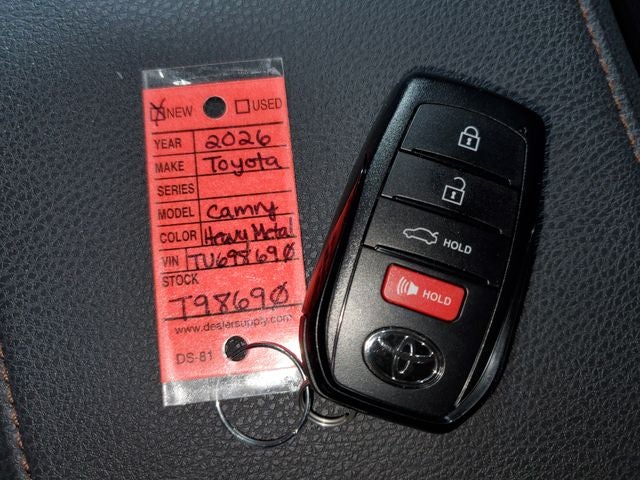 X NEW USED
YEAR 2026
MAKE Toyota
SERIES
MODEL Camry
COLOR Heavy Metal
VIN TU698690
STOCK
T98690
www.dealersupply.com
DS-81
HOLD
HOLD